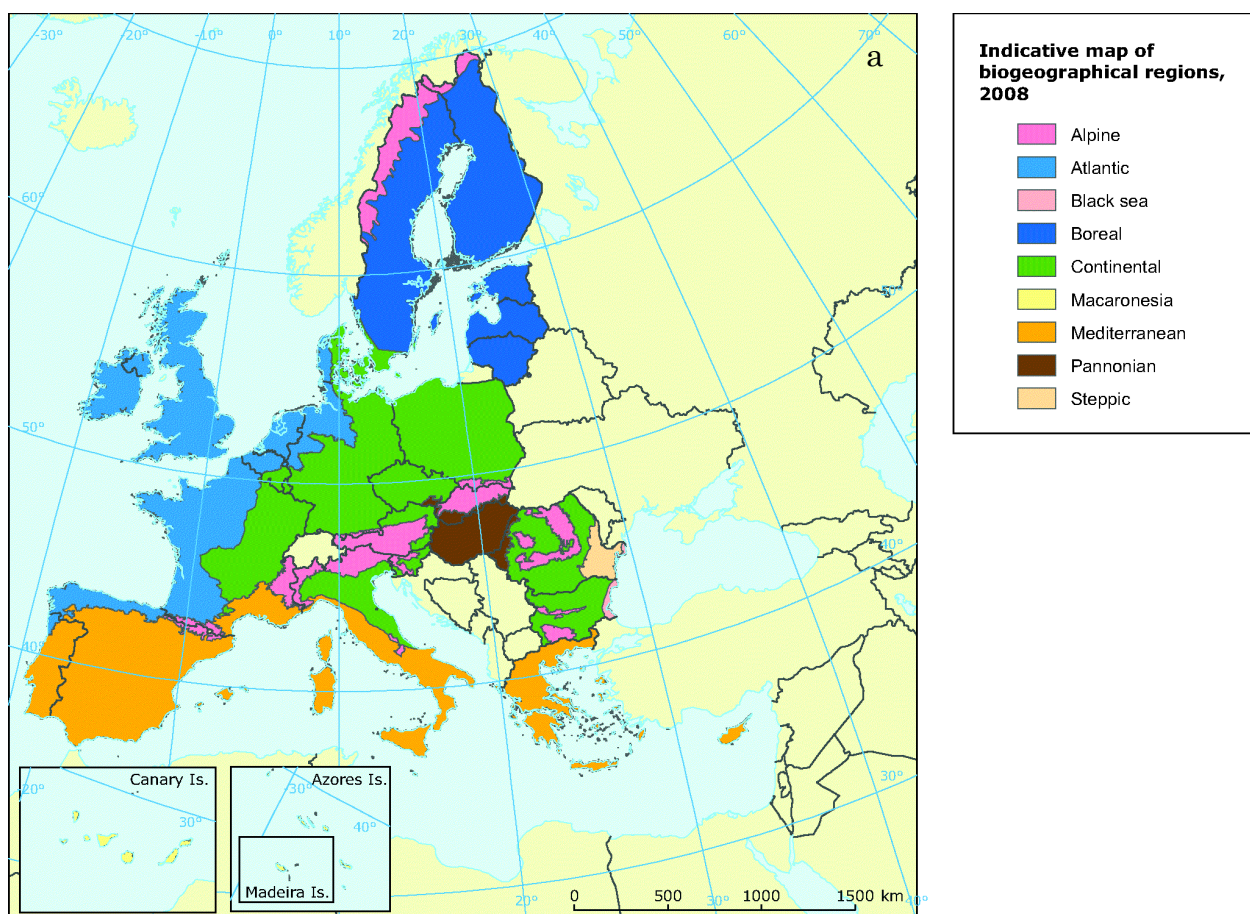 -30°
-20°
-10°
0°
10°
20°
30°
40°
50°
60°
70°
a
60°
50°
50°
40°
40°
30°
20°
30°
40°
Canary Is.
20°
30°
Azores Is.
-30°
40°
Madeira Is.
0 500 1000 1500 km
Indicative map of
biogeographical regions,
2008
Alpine
Atlantic
Black sea
Boreal
Continental
Macaronesia
Mediterranean
Pannonian
Steppic